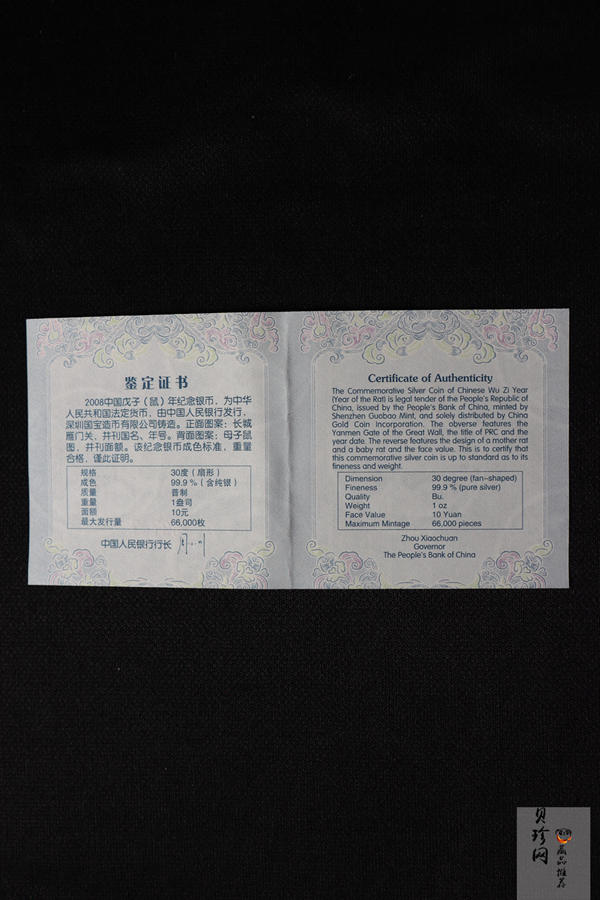 鉴定证书
2008中国戊子（鼠）年纪念银币，为中华
人民共和国法定货币，由中国人民银行发行，
深圳国宝造币有限公司铸造。正面图案：长城
雁门关，并刊国名、年号。背面图案：母子鼠
图，并刊面额。该纪念银币成色标准，重量
合格，谨此证明。
规格 30度（扇形）
成色 99.9%（含纯银）
质量 普制
重量 1盎司
面额 10元
最大发行量 66,000枚
中国人民银行行长
Certificate of Authenticity
The Commemorative Silver Coin of Chinese Wu Zi Year
(Year of the Rat) is legal tender of the People's Republic of
China, issued by the People's Bank of China, minted by
Shenzhen Guobao Mint, and solely distributed by China
Gold Coin Incorporation. The obverse features the
Yanmen Gate of the Great Wall, the title of PRC and the
year date. The reverse features the design of a mother rat
and a baby rat and the face value. This is to certify that
this commemorative silver coin is up to standard as to its
fineness and weight.
Dimension 30 degree (fan-shaped)
Fineness 99.9 % (pure silver)
Quality Bu.
Weight 1 oz
Face Value 10 Yuan
Maximum Mintage 66,000 pieces
Zhou Xiaochuan
Governor
The People's Bank of China
贝珍网
藏品推荐